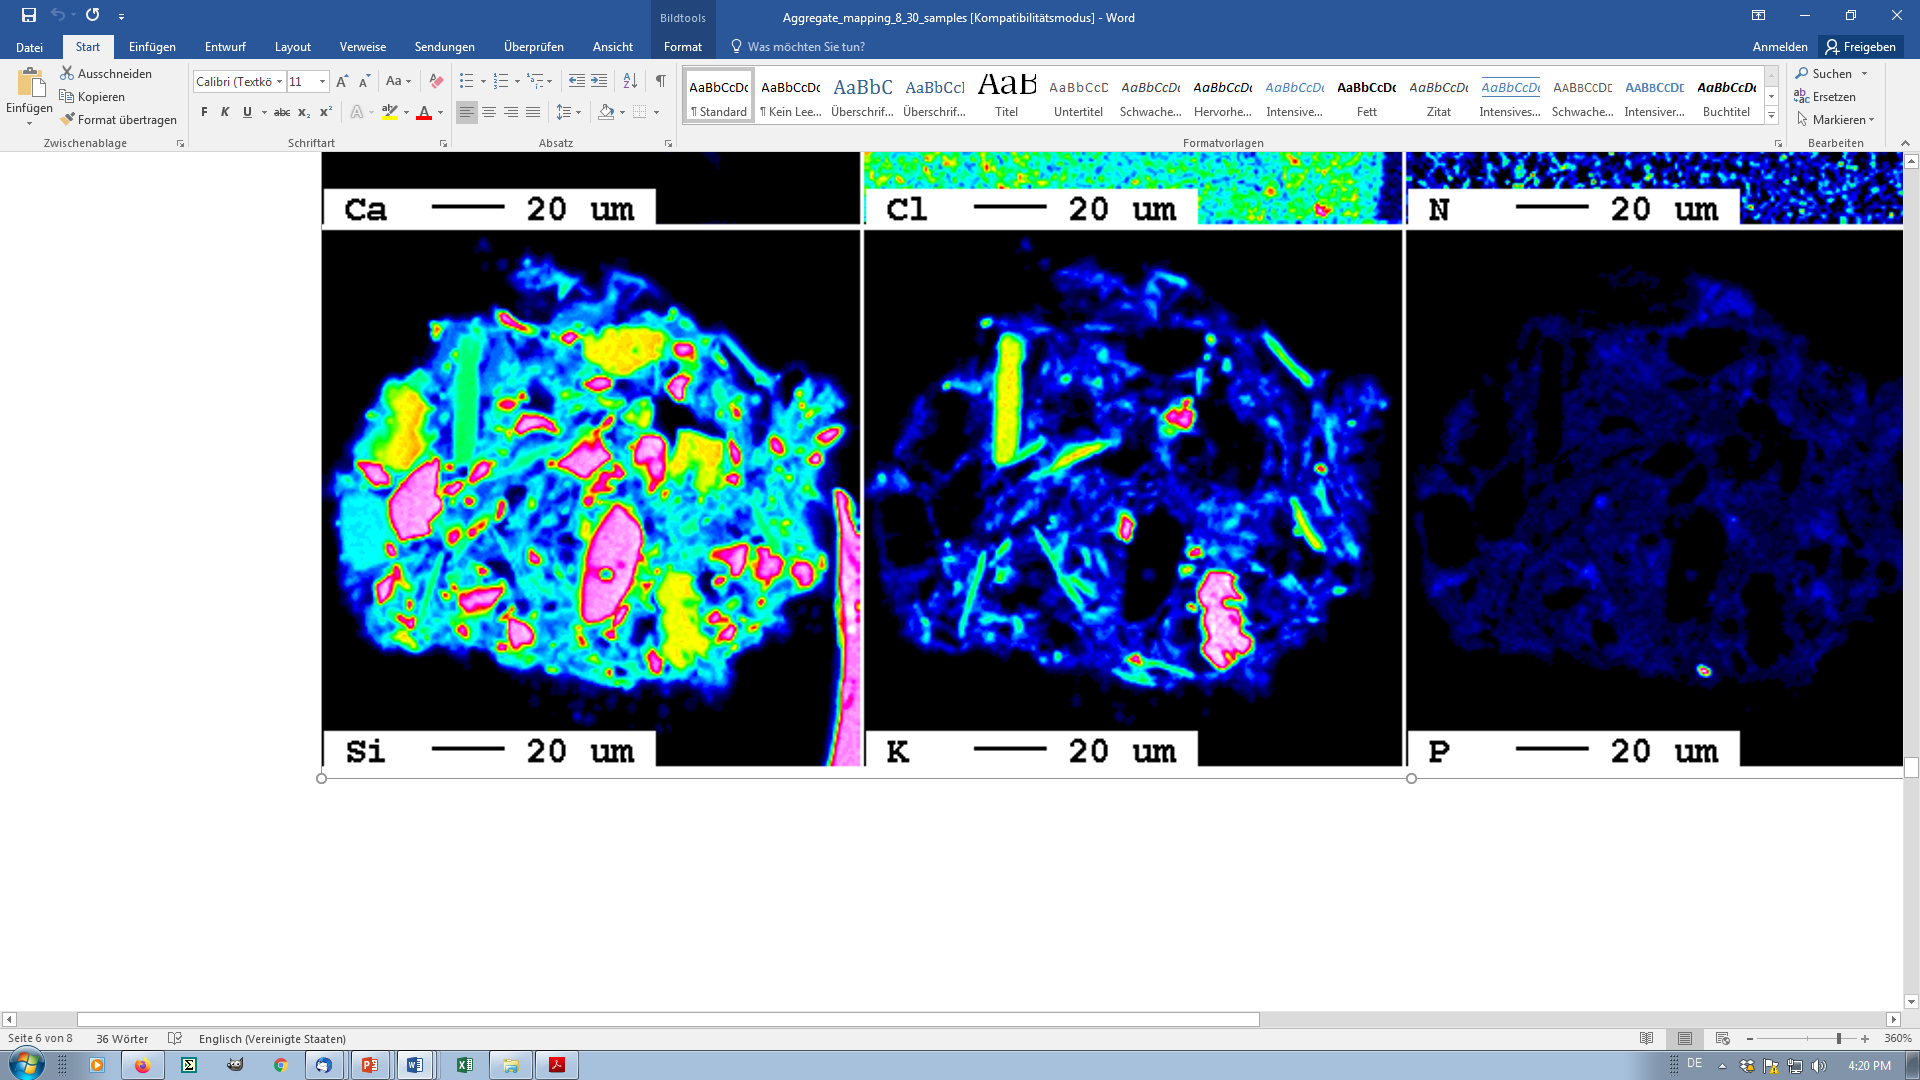 Bildtools
Aggregate_mapping_8_30_samples [Kompatibilitätsmodus] - Word
Datei Start Einfügen Entwurf Layout Verweise Sendungen Überprüfen Ansicht Format Was möchten Sie tun? Anmelden Freigeben
Einfügen
Ausschneiden
Kopieren
Format übertragen
Zwischenablage
Calibri (Textkö 11
Aa
F K U abc x₂ x² A ab A
Schriftart
Absatz
AaBbCcDc AaBbCcDc AaBbC AaBbCcI AaB AaBbCcD AaBbCcDc AaBbCcDc AaBbCcDc AaBbCcDc AaBbCcDc AaBbCcDc AABBCCDE AABBCCDE AaBbCcDc
¶ Standard ¶ Kein Lee... Überschrif... Überschrif... Titel Untertitel Schwache... Hervorhe... Intensive... Fett Zitat Intensives... Schwache... Intensiver... Buchtitel
Formatvorlagen
Suchen
Ersetzen
Markieren
Bearbeiten
Ca 20 um
Cl 20 um
N 20 um
Si 20 um
K 20 um
P 20 um
Seite 6 von 8 36 Wörter Englisch (Vereinigte Staaten) 360%
DE 4:20 PM